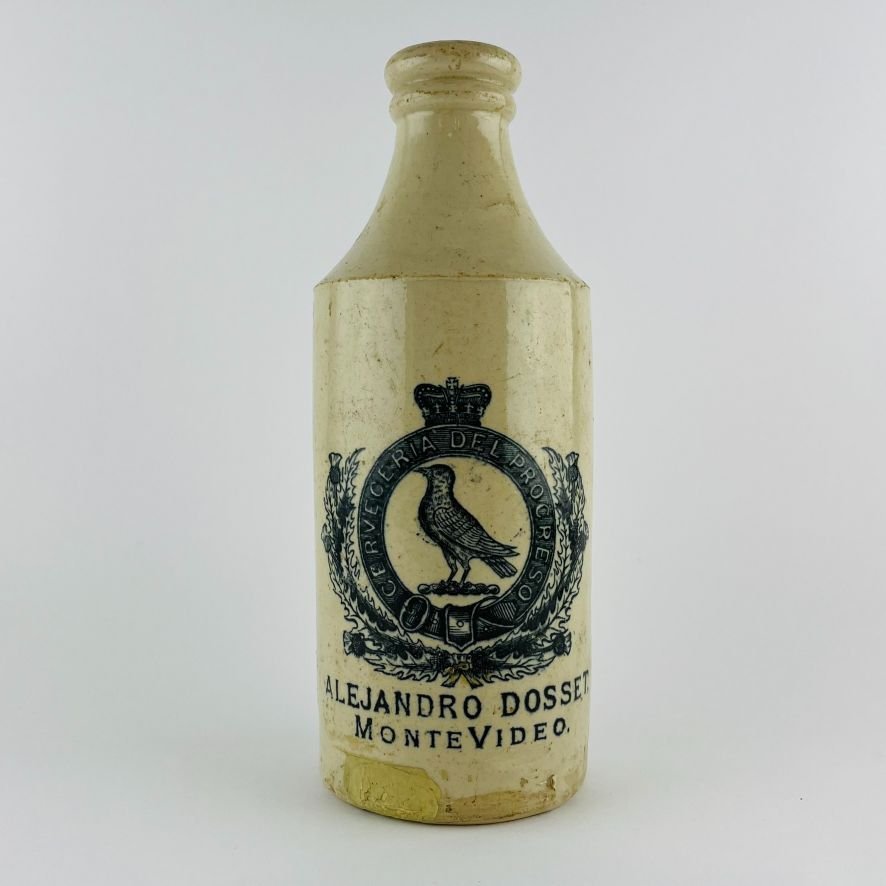 CERVECERIA DEL PROGRESO
ALEJANDRO DOSSET.
MONTEVIDEO.